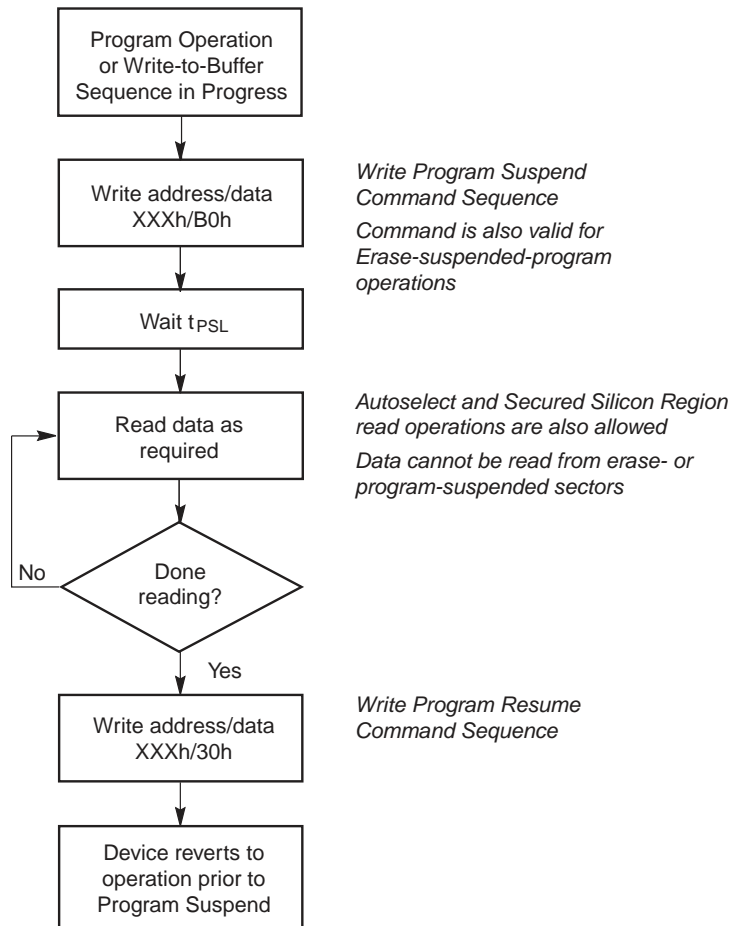 Program Operation
or Write-to-Buffer
Sequence in Progress
Write address/data
XXXh/B0h
Write Program Suspend
Command Sequence
Command is also valid for
Erase-suspended-program
operations
Wait tPSL
Read data as
required
Autoselect and Secured Silicon Region
read operations are also allowed
Data cannot be read from erase- or
program-suspended sectors
No
Done
reading?
Yes
Write address/data
XXXh/30h
Write Program Resume
Command Sequence
Device reverts to
operation prior to
Program Suspend